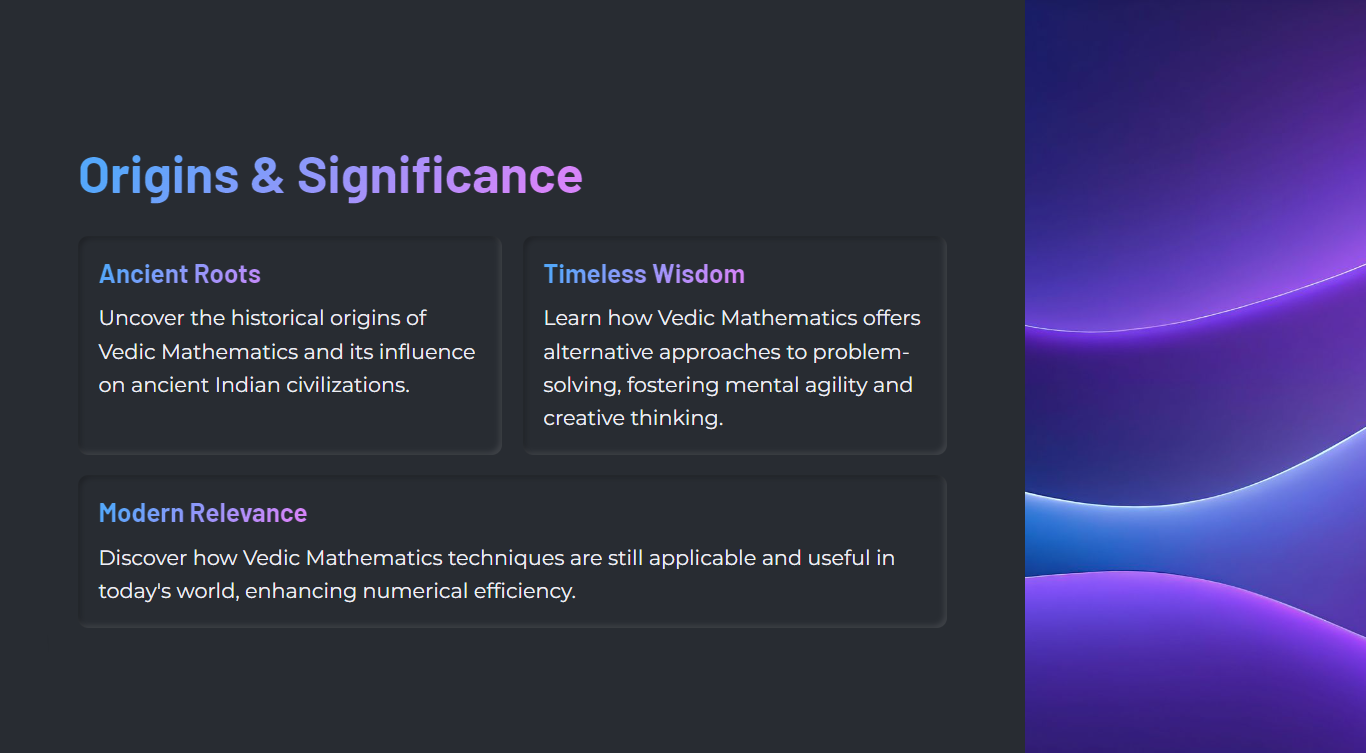 Origins & Significance
Ancient Roots
Uncover the historical origins of
Vedic Mathematics and its influence
on ancient Indian civilizations.
Timeless Wisdom
Learn how Vedic Mathematics offers
alternative approaches to problem-
solving, fostering mental agility and
creative thinking.
Modern Relevance
Discover how Vedic Mathematics techniques are still applicable and useful in
today's world, enhancing numerical efficiency.